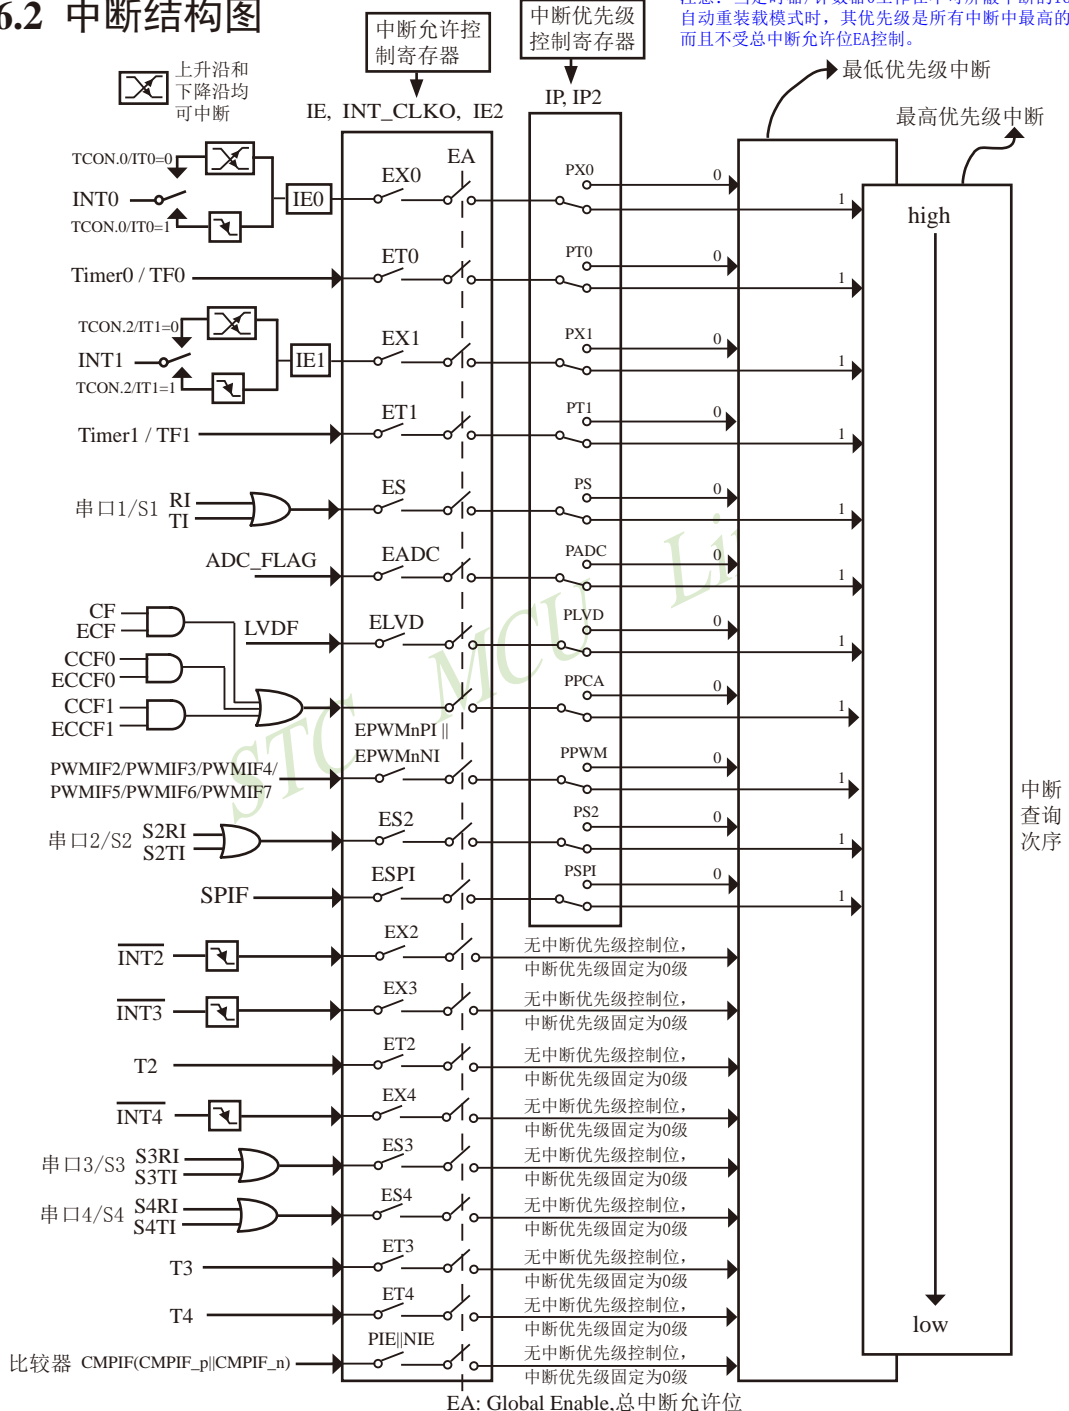 6.2 中断结构图
中断允许控
制寄存器
中断优先级
控制寄存器
自动重装载模式时，其优先级是所有中断中最高的
而且不受总中断允许位EA控制。
上升沿和
下降沿均
可中断
IE, INT_CLKO, IE2
IP, IP2
最低优先级中断
最高优先级中断
TCON.0/IT0=0
INT0
TCON.0/IT0=1
IE0
EX0
EA
PX0
0
1
high
Timer0 / TF0
ET0
PT0
0
1
TCON.2/IT1=0
INT1
TCON.2/IT1=1
IE1
EX1
PX1
0
1
Timer1 / TF1
ET1
PT1
0
1
串口1/S1
RI
TI
ES
PS
0
1
ADC_FLAG
EADC
PADC
0
1
CF
ECF
LVDF
ELVD
PLVD
0
1
CCF0
ECCF0
CCF1
ECCF1
PPCA
0
1
EPWMnPI ||
EPWMnNI
PWMIF2/PWMIF3/PWMIF4/
PWMIF5/PWMIF6/PWMIF7
PPWM
0
1
中断
查询
次序
串口2/S2
S2RI
S2TI
ES2
PS2
0
1
SPIF
ESPI
PSPI
0
1
INT2
EX2
无中断优先级控制位，
中断优先级固定为0级
INT3
EX3
无中断优先级控制位，
中断优先级固定为0级
T2
ET2
无中断优先级控制位，
中断优先级固定为0级
INT4
EX4
无中断优先级控制位，
中断优先级固定为0级
串口3/S3
S3RI
S3TI
ES3
无中断优先级控制位，
中断优先级固定为0级
串口4/S4
S4RI
S4TI
ES4
无中断优先级控制位，
中断优先级固定为0级
T3
ET3
无中断优先级控制位，
中断优先级固定为0级
T4
ET4
无中断优先级控制位，
中断优先级固定为0级
low
比较器 CMPIF(CMPIF_p||CMPIF_n)
PIE||NIE
无中断优先级控制位，
中断优先级固定为0级
EA: Global Enable,总中断允许位
STC MCU Li